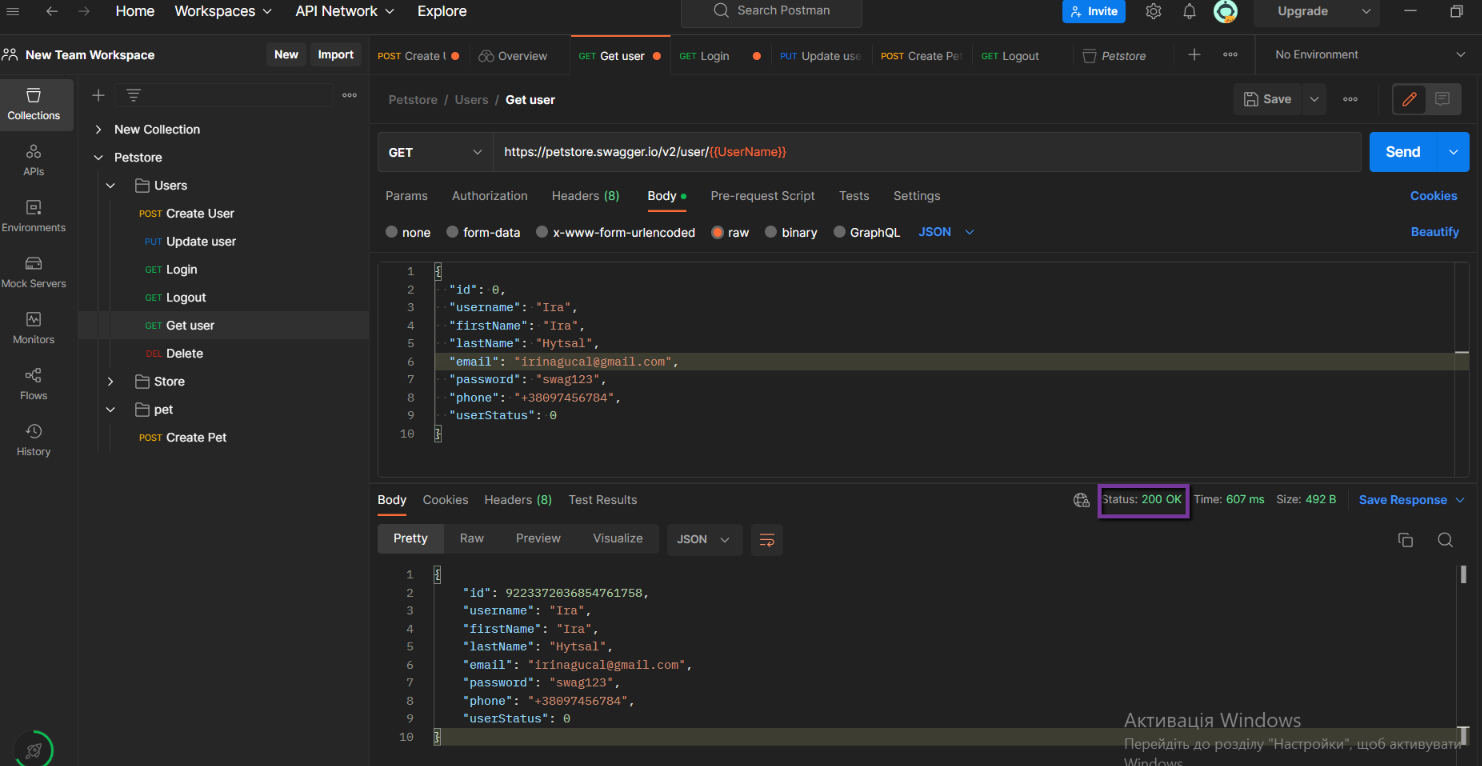 Home Workspaces API Network Explore Search Postman Invite Upgrade
New Team Workspace New Import POST Create U Overview GET Get user GET Login PUT Update use POST Create Pet GET Logout Petstore No Environment
Collections
APIs
Environments
Mock Servers
Monitors
Flows
History
New Collection
Petstore
Users
POST Create User
PUT Update user
GET Login
GET Logout
GET Get user
DEL Delete
Store
pet
POST Create Pet
Petstore / Users / Get user Save
GET https://petstore.swagger.io/v2/user/{{UserName}} Send
Params Authorization Headers (8) Body Pre-request Script Tests Settings Cookies
none form-data x-www-form-urlencoded raw binary GraphQL JSON Beautify
1 {
2 "id": 0,
3 "username": "Ira",
4 "firstName": "Ira",
5 "lastName": "Hytsal",
6 "email": "irinagucal@gmail.com",
7 "password": "swag123",
8 "phone": "+38097456784",
9 "userStatus": 0
10 }
Body Cookies Headers (8) Test Results Status: 200 OK Time: 607 ms Size: 492 B Save Response
Pretty Raw Preview Visualize JSON
1 {
2 "id": 9223372036854761758,
3 "username": "Ira",
4 "firstName": "Ira",
5 "lastName": "Hytsal",
6 "email": "irinagucal@gmail.com",
7 "password": "swag123",
8 "phone": "+38097456784",
9 "userStatus": 0
10 }
Активація Windows
Перейдіть до розділу "Настройки", щоб активувати
Windows